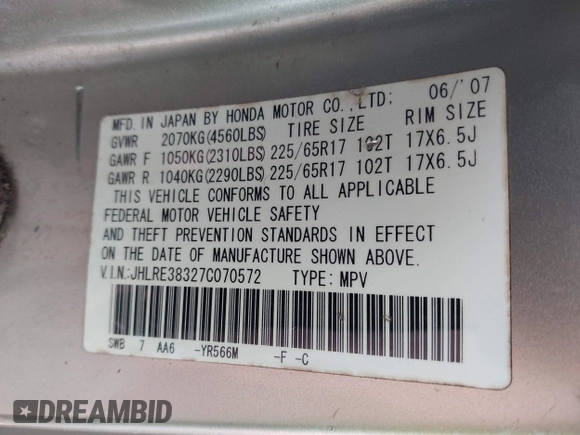 MFD. IN JAPAN BY HONDA MOTOR CO.,LTD: 06/'07
GVWR 2070KG(4560LBS) TIRE SIZE RIM SIZE
GAWR F 1050KG(2310LBS) 225/65R17 102T 17X6.5J
GAWR R 1040KG(2290LBS) 225/65R17 102T 17X6.5J
THIS VEHICLE CONFORMS TO ALL APPLICABLE
FEDERAL MOTOR VEHICLE SAFETY
AND THEFT PREVENTION STANDARDS IN EFFECT
ON THE DATE OF MANUFACTURE SHOWN ABOVE.
V.I.N:JHLRE38327C070572 TYPE: MPV
SWB 7 AA6 -YR566M -F -C
DREAMBID